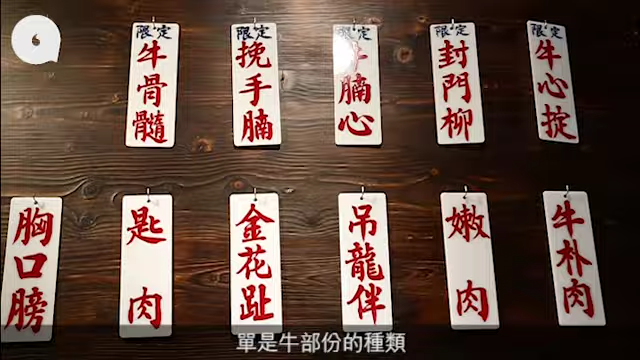 限定
牛骨髓
限定
挽手腩
限定
腩心
限定
封門柳
限定
牛心掟
胸口膀
匙肉
金花趾
吊龍伴
嫩肉
牛朴肉
單是牛部份的種類